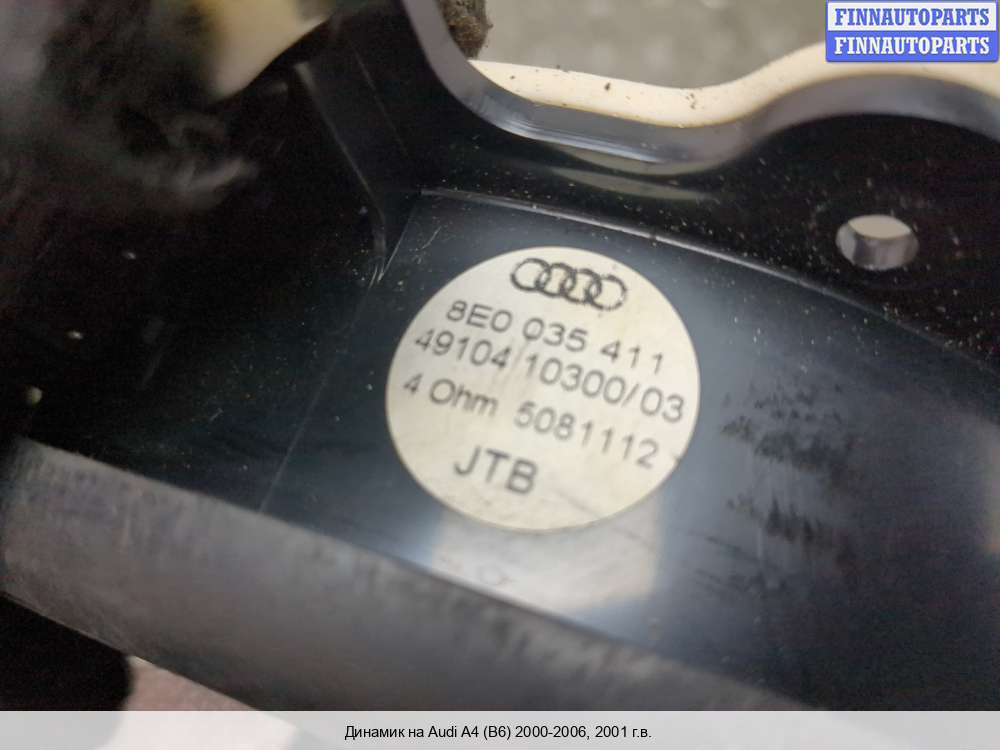 FINNAUTOPARTS
FINNAUTOPARTS
8E0 035 411
49104 10300/03
4 Ohm 5081112
JTB
Динамик на Audi A4 (B6) 2000-2006, 2001 г.в.